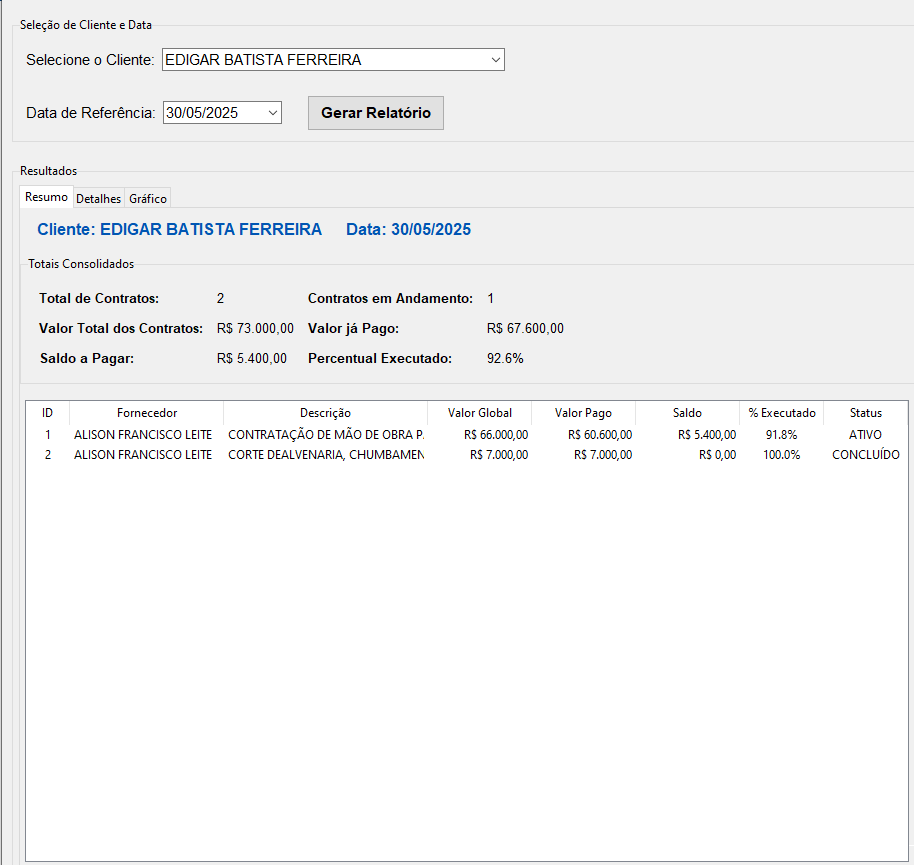 Seleção de Cliente e Data
Selecione o Cliente: EDIGAR BATISTA FERREIRA
Data de Referência: 30/05/2025 Gerar Relatório
Resultados
Resumo Detalhes Gráfico
Cliente: EDIGAR BATISTA FERREIRA Data: 30/05/2025
Totais Consolidados
Total de Contratos: 2 Contratos em Andamento: 1
Valor Total dos Contratos: R$ 73.000,00 Valor já Pago: R$ 67.600,00
Saldo a Pagar: R$ 5.400,00 Percentual Executado: 92.6%
ID Fornecedor Descrição Valor Global Valor Pago Saldo % Executado Status
1 ALISON FRANCISCO LEITE CONTRATAÇÃO DE MÃO DE OBRA P. R$ 66.000,00 R$ 60.600,00 R$ 5.400,00 91.8% ATIVO
2 ALISON FRANCISCO LEITE CORTE DEALVENARIA, CHUMBAMEN R$ 7.000,00 R$ 7.000,00 R$ 0,00 100.0% CONCLUÍDO